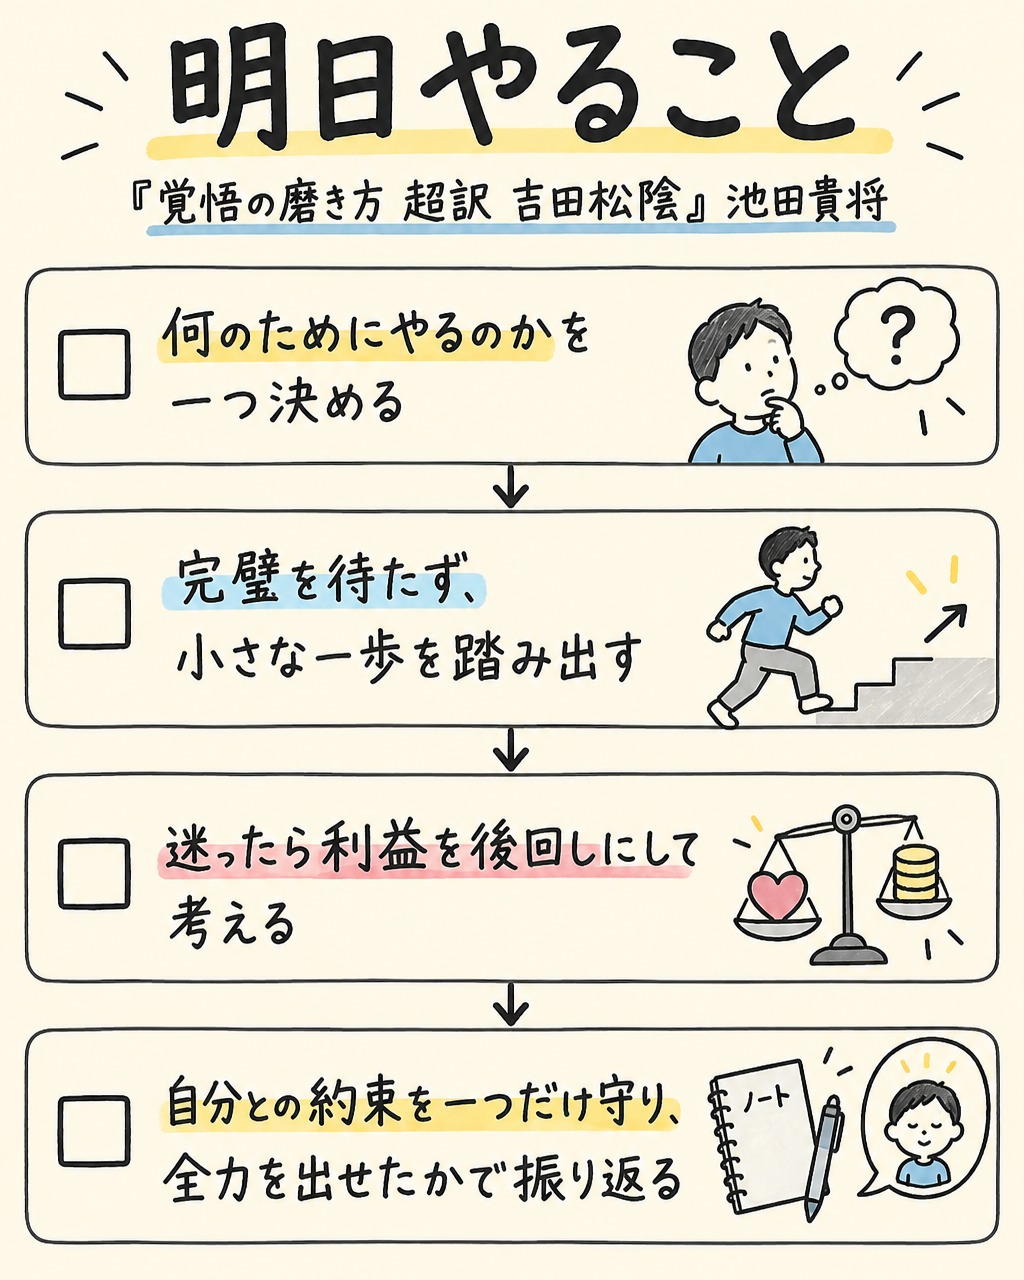 明日やること
『覚悟の磨き方 超訳 吉田松陰』池田貴将
何のためにやるのかを
一つ決める
?
完璧を待たず、
小さな一歩を踏み出す
迷ったら利益を後回しにして
考える
自分との約束を一つだけ守り、
全力を出せたかで振り返る
ノート